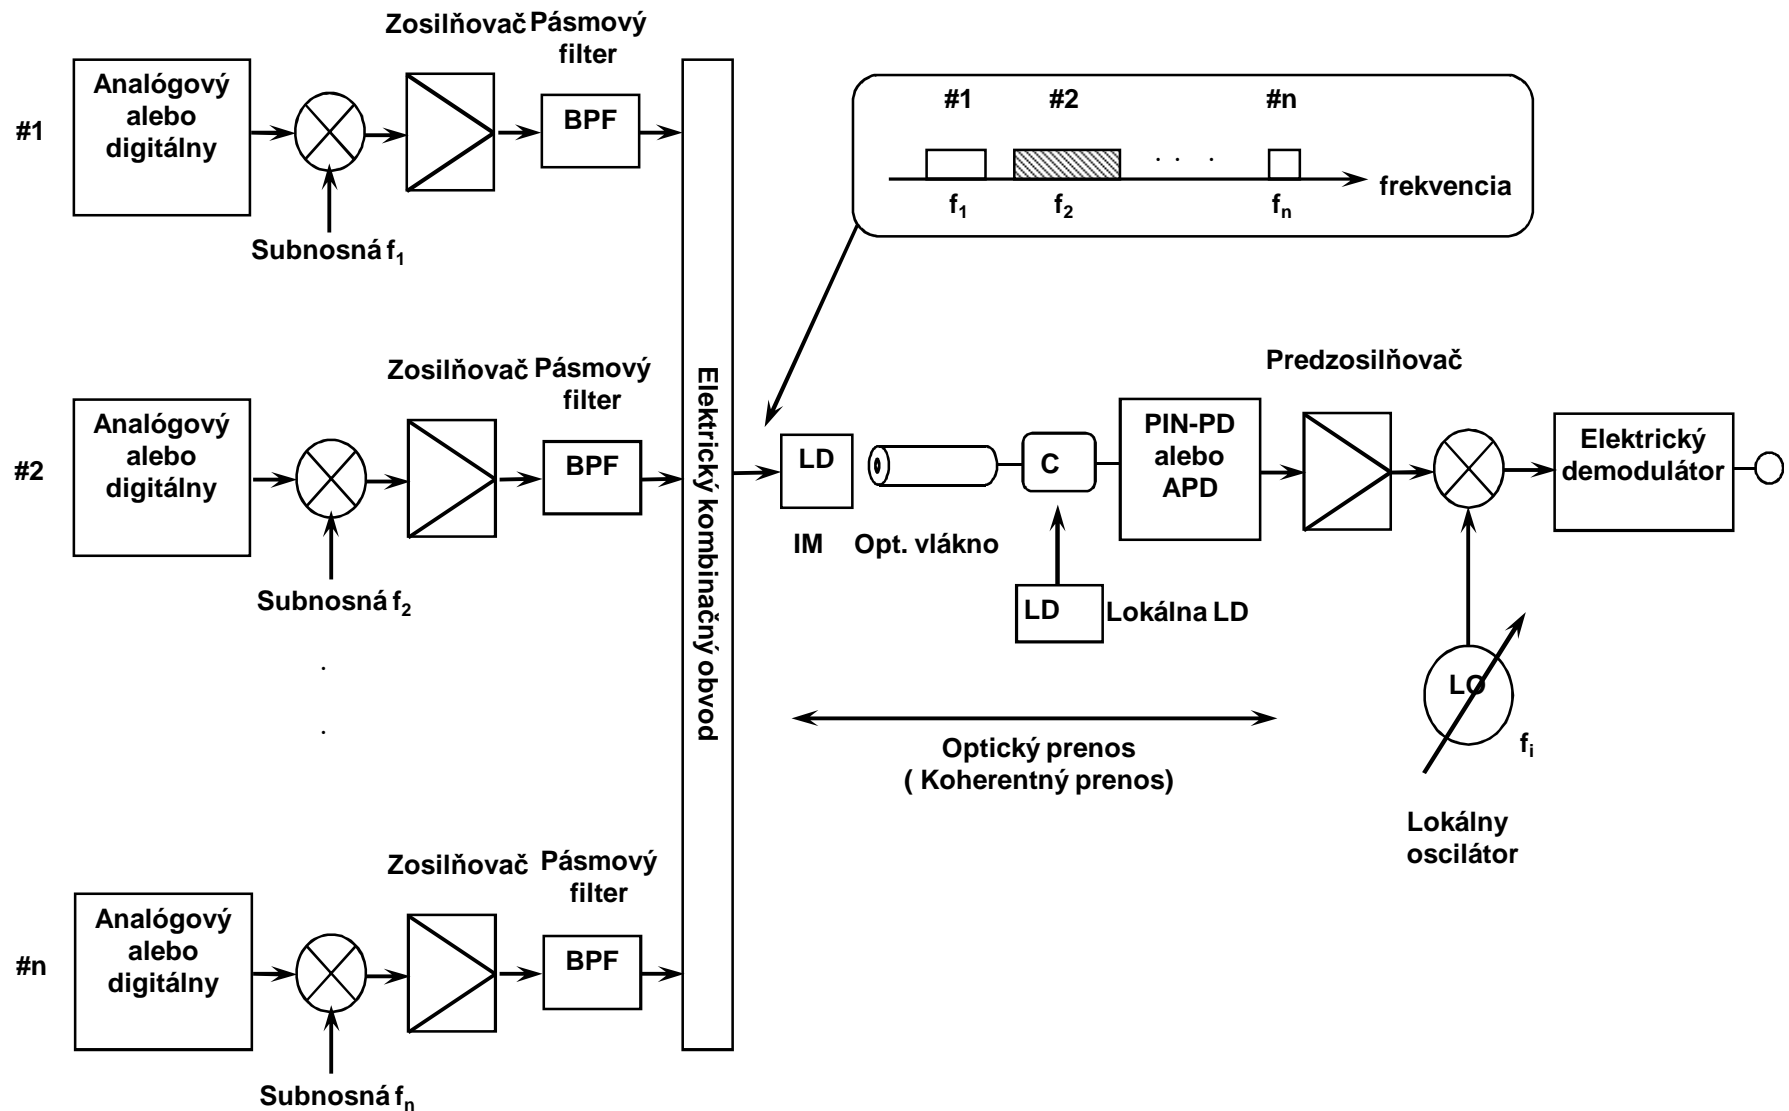 Zosilňovač
Pásmový
filter
#1
Analógový
alebo
digitálny
BPF
Subnosná f₁
#1
#2
#n
. . .
frekvencia
f₁
f₂
fₙ
Zosilňovač
Pásmový
filter
#2
Analógový
alebo
digitálny
BPF
Subnosná f₂
.
.
Zosilňovač
Pásmový
filter
#n
Analógový
alebo
digitálny
BPF
Subnosná fₙ
Elektrický kombinačný obvod
LD
IM
Opt. vlákno
C
LD
Lokálna LD
PIN-PD
alebo
APD
Predzosilňovač
Elektrický
demodulátor
LO
fᵢ
Lokálny
oscilátor
Optický prenos
( Koherentný prenos)